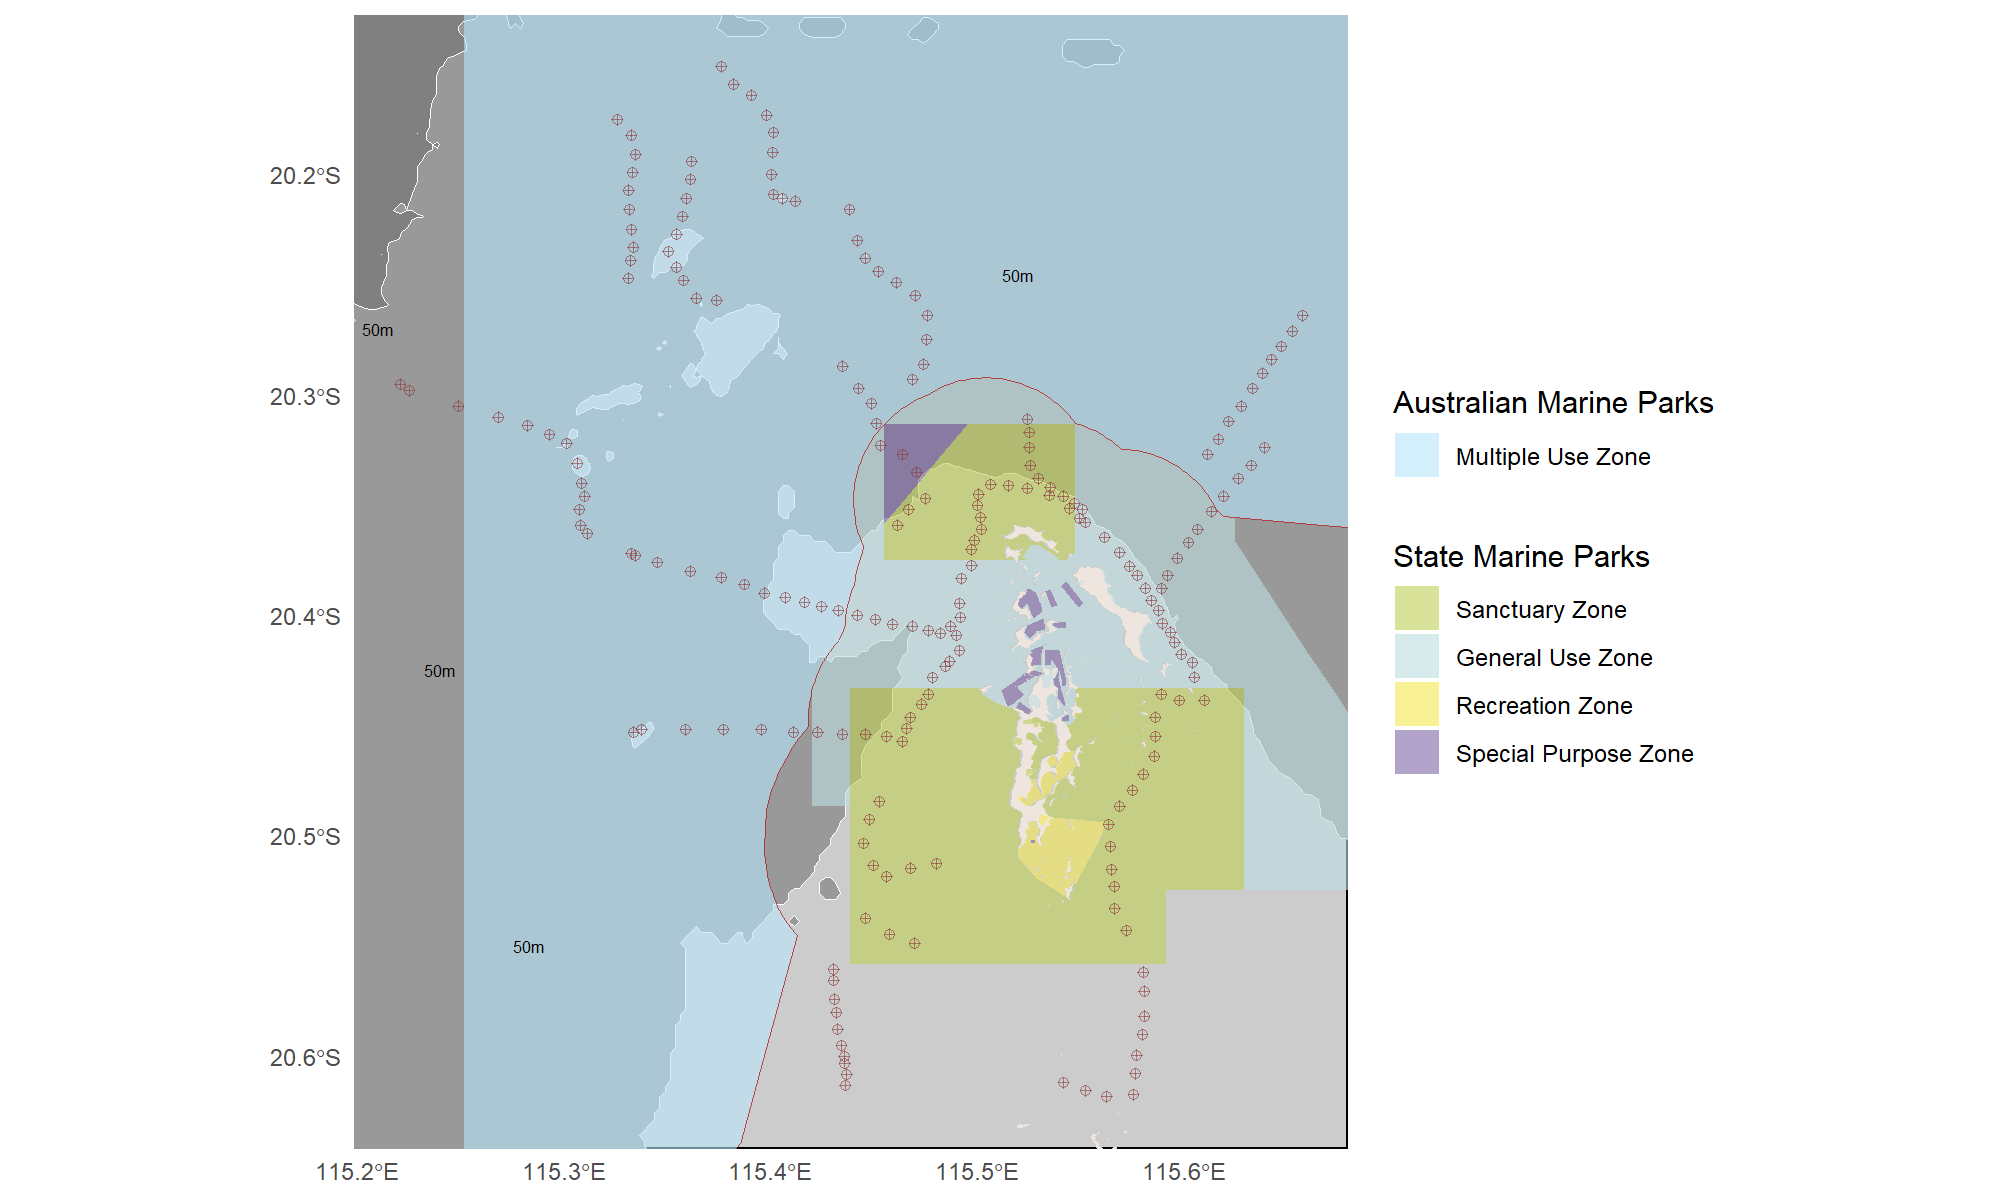 20.2°S
20.3°S
20.4°S
20.5°S
20.6°S
115.2°E
115.3°E
115.4°E
115.5°E
115.6°E
50m
50m
50m
50m
Australian Marine Parks
Multiple Use Zone
State Marine Parks
Sanctuary Zone
General Use Zone
Recreation Zone
Special Purpose Zone